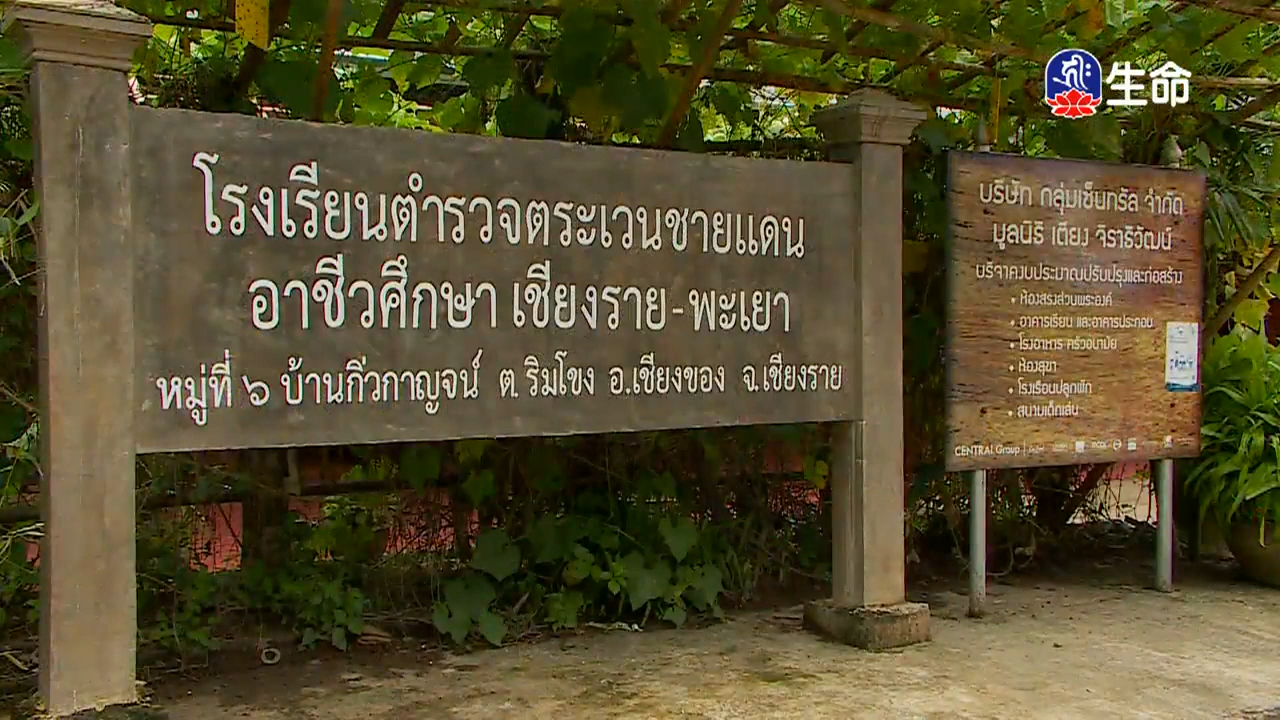 生命
โรงเรียนตำรวจตระเวนชายแดน
อาชีวศึกษา เชียงราย-พะเยา
หมู่ที่ ๖ บ้านกิ่วกาญจน์ ต.ริมโขง อ.เชียงของ จ.เชียงราย
บริษัท กลุ่มเซ็นทรัล จำกัด
มูลนิธิ เตียง จิราธิวัฒน์
บริจาคงบประมาณปรับปรุงและก่อสร้าง
• ห้องสรงส่วนพระองค์
• อาคารเรียน และอาคารประกอบ
• โรงอาหาร ครัวอนามัย
• ห้องสุขา
• โรงเรือนปลูกผัก
• สนามเด็กเล่น
CENTRAL Group